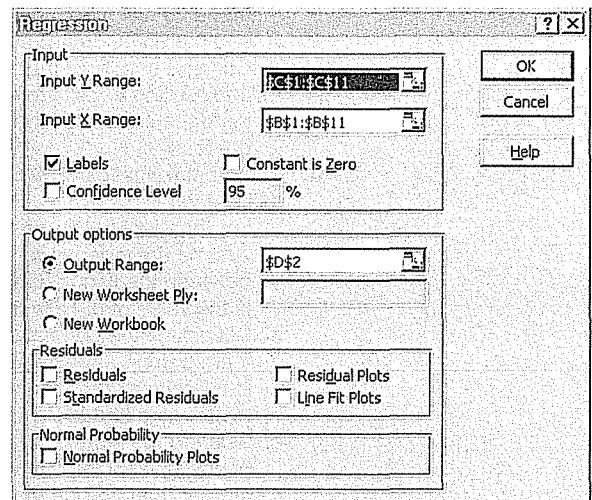 Regression ? ×
Input
Input Y Range: $C$1:$C$11
Input X Range: $B$1:$B$11
Labels Constant is Zero
Confidence Level 95 %
OK
Cancel
Help
Output options
Output Range: $D$2
New Worksheet Ply:
New Workbook
Residuals
Residuals Residual Plots
Standardized Residuals Line Fit Plots
Normal Probability
Normal Probability Plots